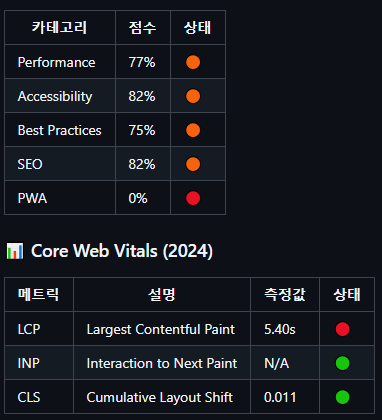 카테고리 점수 상태
Performance 77% 🟠
Accessibility 82% 🟠
Best Practices 75% 🟠
SEO 82% 🟠
PWA 0% 🔴
📊 Core Web Vitals (2024)
메트릭 설명 측정값 상태
LCP Largest Contentful Paint 5.40s 🔴
INP Interaction to Next Paint N/A 🟢
CLS Cumulative Layout Shift 0.011 🟢